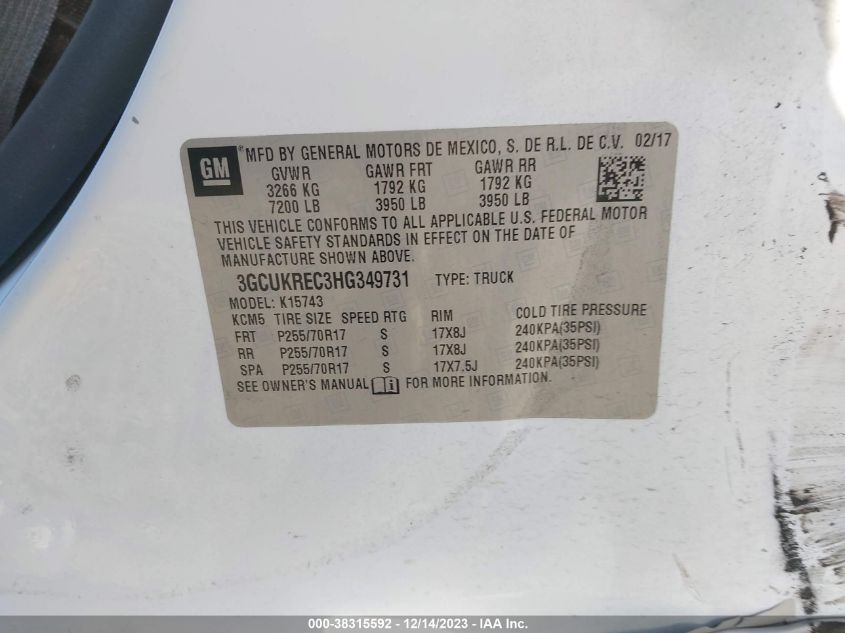 GM ®MFD BY GENERAL MOTORS DE MEXICO, S. DE R.L. DE C.V. 02/17
GVWR GAWR FRT GAWR RR
3266 KG 1792 KG 1792 KG
7200 LB 3950 LB 3950 LB
THIS VEHICLE CONFORMS TO ALL APPLICABLE U.S. FEDERAL MOTOR
VEHICLE SAFETY STANDARDS IN EFFECT ON THE DATE OF
MANUFACTURE SHOWN ABOVE.
3GCUKREC3HG349731 TYPE: TRUCK
MODEL: K15743
KCM5 TIRE SIZE SPEED RTG RIM COLD TIRE PRESSURE
FRT P255/70R17 S 17X8J 240KPA(35PSI)
RR P255/70R17 S 17X8J 240KPA(35PSI)
SPA P255/70R17 S 17X7.5J 240KPA(35PSI)
SEE OWNER'S MANUAL FOR MORE INFORMATION.
000-38315592 - 12/14/2023 - IAA Inc.